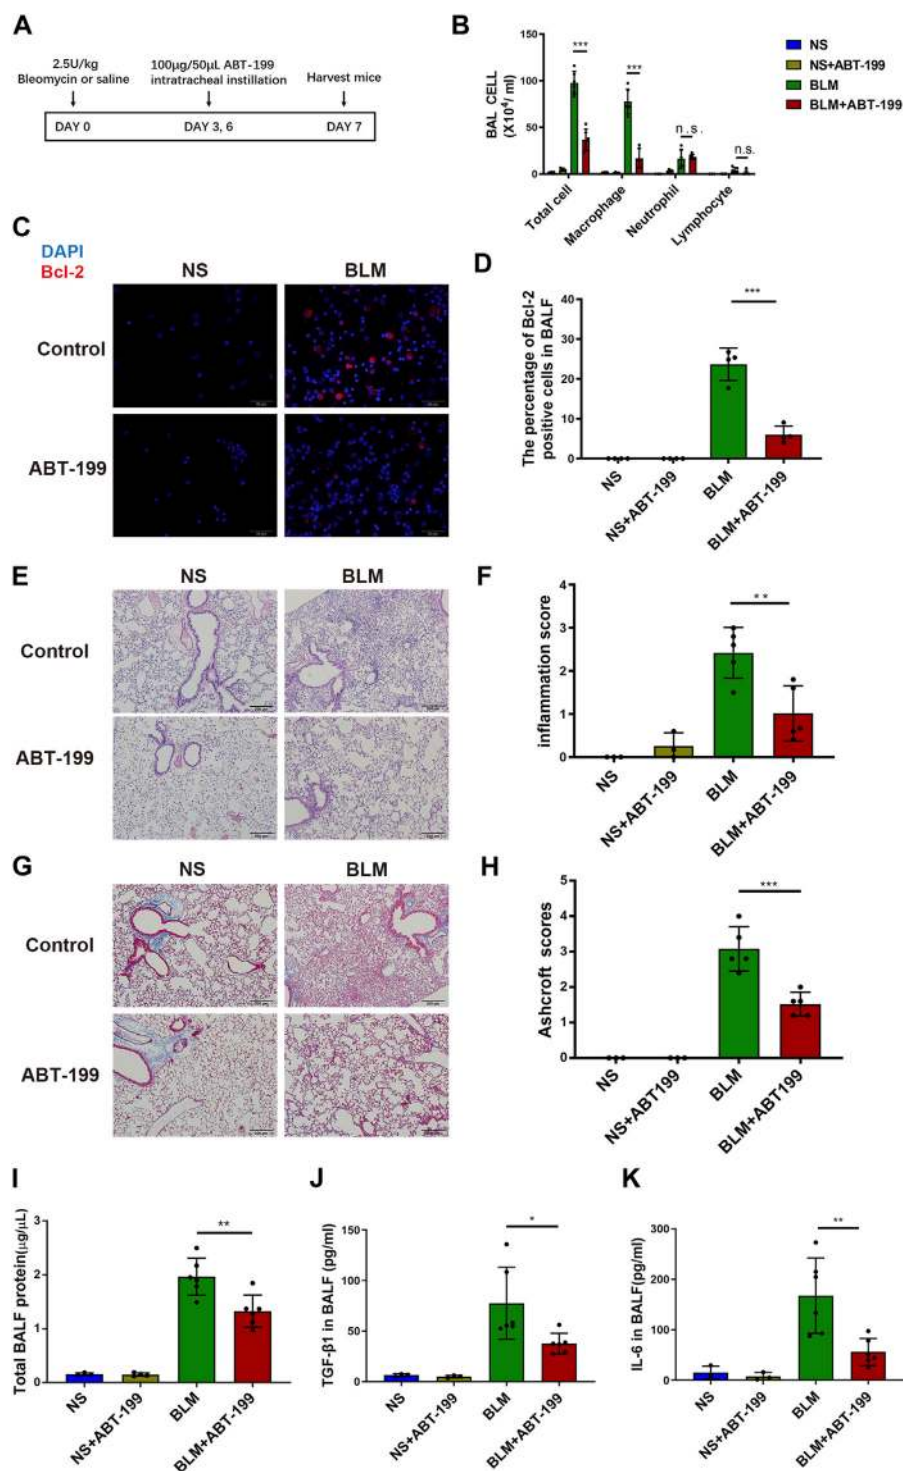 A
2.5U/kg
Bleomycin or saline
100μg/50μL ABT-199
intratracheal instillation
Harvest mice
DAY 0
DAY 3, 6
DAY 7
B
BAL CELL
(X10⁴/ ml)
150
100
50
0
***
***
n.s.
n.s.
Total cell
Macrophage
Neutrophil
Lymphocyte
NS
NS+ABT-199
BLM
BLM+ABT-199
C
DAPI
Bcl-2
NS
BLM
Control
ABT-199
D
The percentage of Bcl-2
positive cells in BALF
40
30
20
10
0
***
NS
NS+ABT-199
BLM
BLM+ABT-199
E
NS
BLM
Control
ABT-199
F
inflammation score
4
3
2
1
0
**
NS
NS+ABT-199
BLM
BLM+ABT-199
G
NS
BLM
Control
ABT-199
H
Ashcroft scores
5
4
3
2
1
0
***
NS
NS+ABT199
BLM
BLM+ABT199
I
Total BALF protein(μg/μL)
3
2
1
0
**
NS
NS+ABT-199
BLM
BLM+ABT-199
J
TGF-β1 in BALF (pg/ml)
150
100
50
0
*
NS
NS+ABT-199
BLM
BLM+ABT-199
K
IL-6 in BALF(pg/ml)
300
200
100
0
**
NS
NS+ABT-199
BLM
BLM+ABT-199